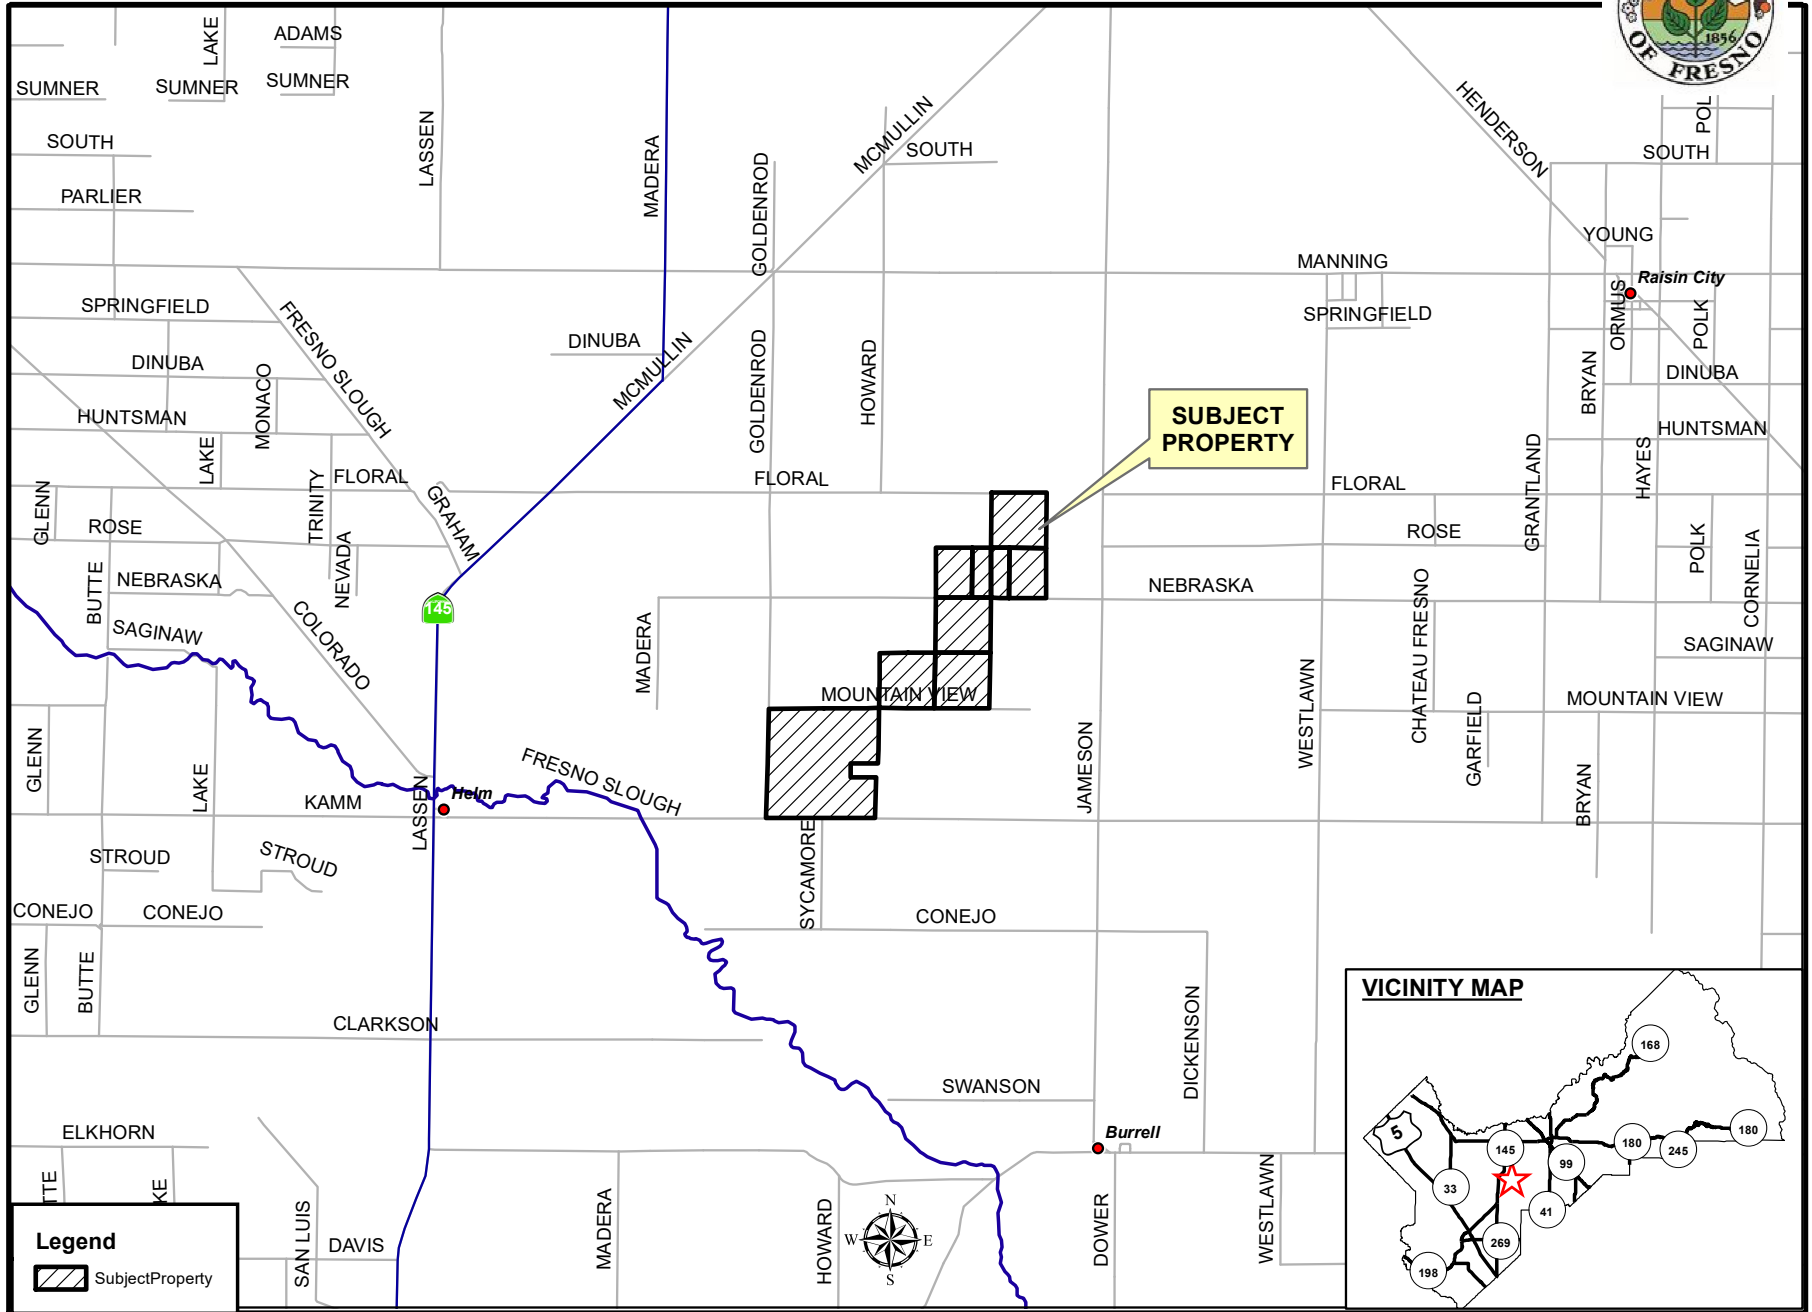 1856
OF FRESNO
ADAMS
LAKE
SUMNER
SUMNER
SUMNER
SOUTH
PARLIER
LASSEN
MADERA
MCMULLIN
SOUTH
GOLDENROD
HENDERSON
POL
SOUTH
YOUNG
MANNING
Raisin City
SPRINGFIELD
SPRINGFIELD
FRESNO SLOUGH
DINUBA
MCMULLIN
GOLDENROD
HOWARD
ORMUS
POLK
DINUBA
MONACO
BRYAN
DINUBA
HUNTSMAN
LAKE
SUBJECT
PROPERTY
HUNTSMAN
GRANTLAND
HAYES
FLORAL
FLORAL
FLORAL
GLENN
ROSE
TRINITY
GRAHAM
ROSE
POLK
CORNELIA
BUTTE
NEBRASKA
NEVADA
145
NEBRASKA
CHATEAU FRESNO
SAGINAW
COLORADO
MADERA
SAGINAW
WESTLAWN
MOUNTAIN VIEW
MOUNTAIN VIEW
GARFIELD
GLENN
LAKE
FRESNO SLOUGH
JAMESON
BRYAN
KAMM
LASSEN
Helm
STROUD
STROUD
SYCAMORE
CONEJO
CONEJO
CONEJO
GLENN
BUTTE
CLARKSON
DICKENSON
SWANSON
ELKHORN
Burrell
TTE
KE
SAN LUIS
DAVIS
MADERA
HOWARD
N
W
E
S
DOWER
WESTLAWN
Legend
SubjectProperty
VICINITY MAP
168
5
145
180
180
99
245
33
41
269
198